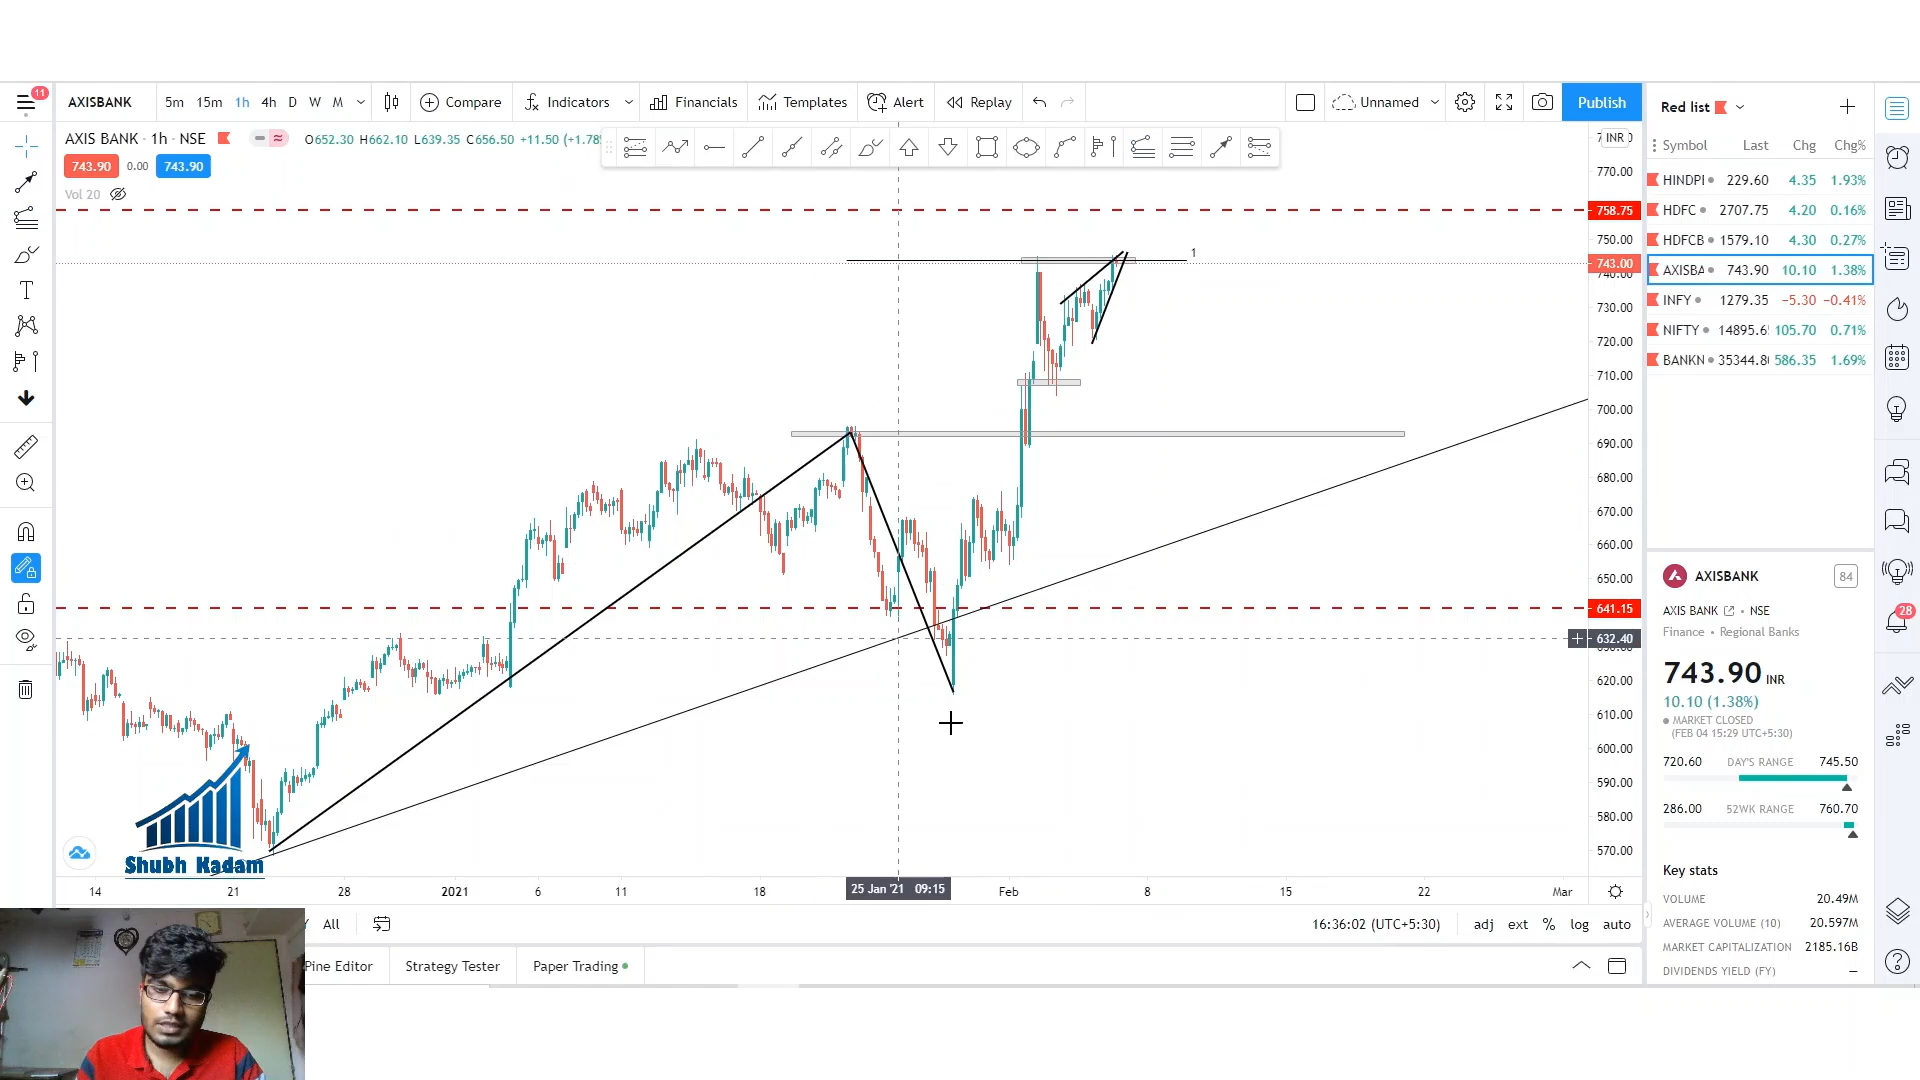 11
AXISBANK 5m 15m 1h 4h D W M Compare Indicators Financials Templates Alert Replay Unnamed Publish
Red list
AXIS BANK · 1h · NSE O652.30 H662.10 L639.35 C656.50 +11.50
INR
743.90 0.00 743.90
Vol 20
Symbol Last Chg Chg%
HINDPI 229.60 4.35 1.93%
HDFC 2707.75 4.20 0.16%
HDFCB 1579.10 4.30 0.27%
AXISBA 743.90 10.10 1.38%
INFY 1279.35 −5.30 −0.41%
NIFTY 14895.6 105.70 0.71%
BANKN 35344.8 586.35 1.69%
770.00
758.75
750.00
1
743.00
740.00
730.00
720.00
710.00
700.00
690.00
680.00
670.00
660.00
650.00
641.15
632.40
630.00
620.00
610.00
600.00
590.00
580.00
570.00
Shubh Kadam
14 21 28 2021 6 11 18 25 Jan '21 09:15 Feb 8 15 22 Mar
All
16:36:02 (UTC+5:30) adj ext % log auto
Pine Editor Strategy Tester Paper Trading
AXISBANK 84
AXIS BANK · NSE
Finance · Regional Banks
28
743.90 INR
10.10 (1.38%)
MARKET CLOSED
(FEB 04 15:29 UTC+5:30)
720.60 DAY'S RANGE 745.50
286.00 52WK RANGE 760.70
Key stats
VOLUME 20.49M
AVERAGE VOLUME (10) 20.597M
MARKET CAPITALIZATION 2185.16B
DIVIDENDS YIELD (FY) —